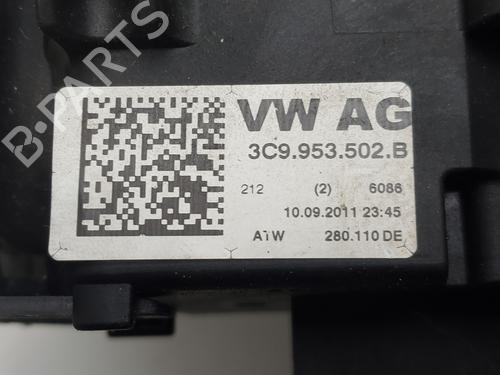 B-PARTS
VW AG
3C9.953.502.B
212 (2) 6086
10.09.2011 23:45
A1W 280.110 DE